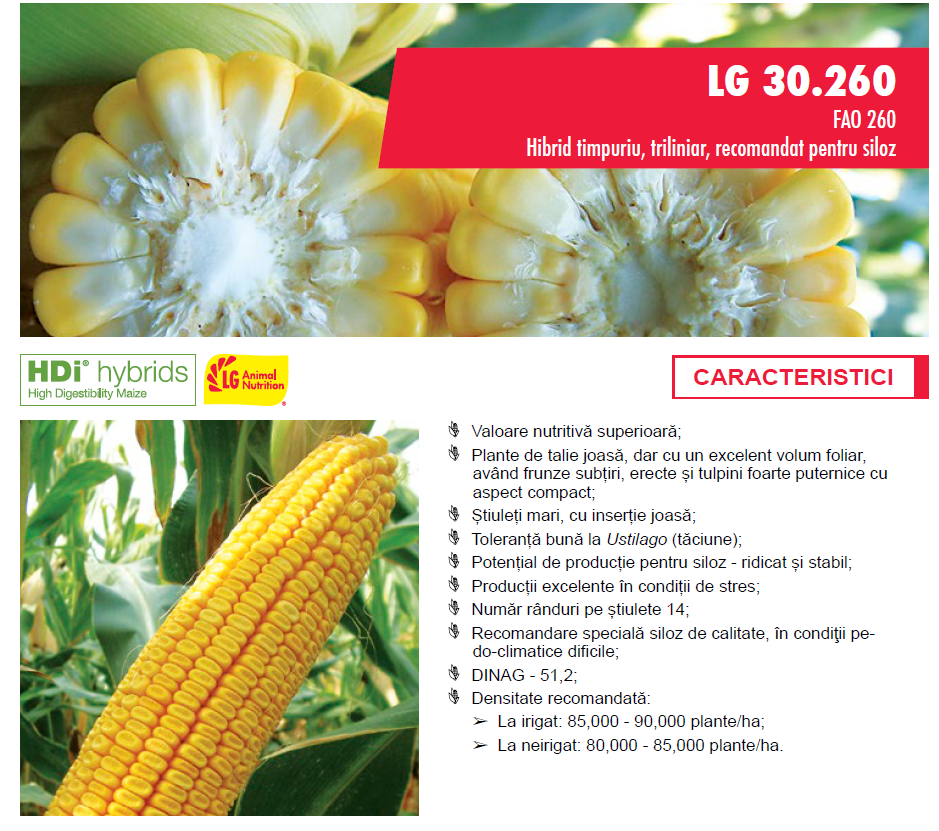 LG 30.260
FAO 260
Hibrid timpuriu, triliniar, recomandat pentru siloz
HDi® hybrids
High Digestibility Maize
LG Animal
Nutrition
®
CARACTERISTICI
Valoare nutritivă superioară;
Plante de talie joasă, dar cu un excelent volum foliar,
având frunze subțiri, erecte și tulpini foarte puternice cu
aspect compact;
Știuleți mari, cu inserție joasă;
Toleranță bună la Ustilago (tăciune);
Potențial de producție pentru siloz - ridicat și stabil;
Producții excelente în condiții de stres;
Număr rânduri pe știulete 14;
Recomandare specială siloz de calitate, în condiţii pe-
do-climatice dificile;
DINAG - 51,2;
Densitate recomandată:
➢ La irigat: 85,000 - 90,000 plante/ha;
➢ La neirigat: 80,000 - 85,000 plante/ha.